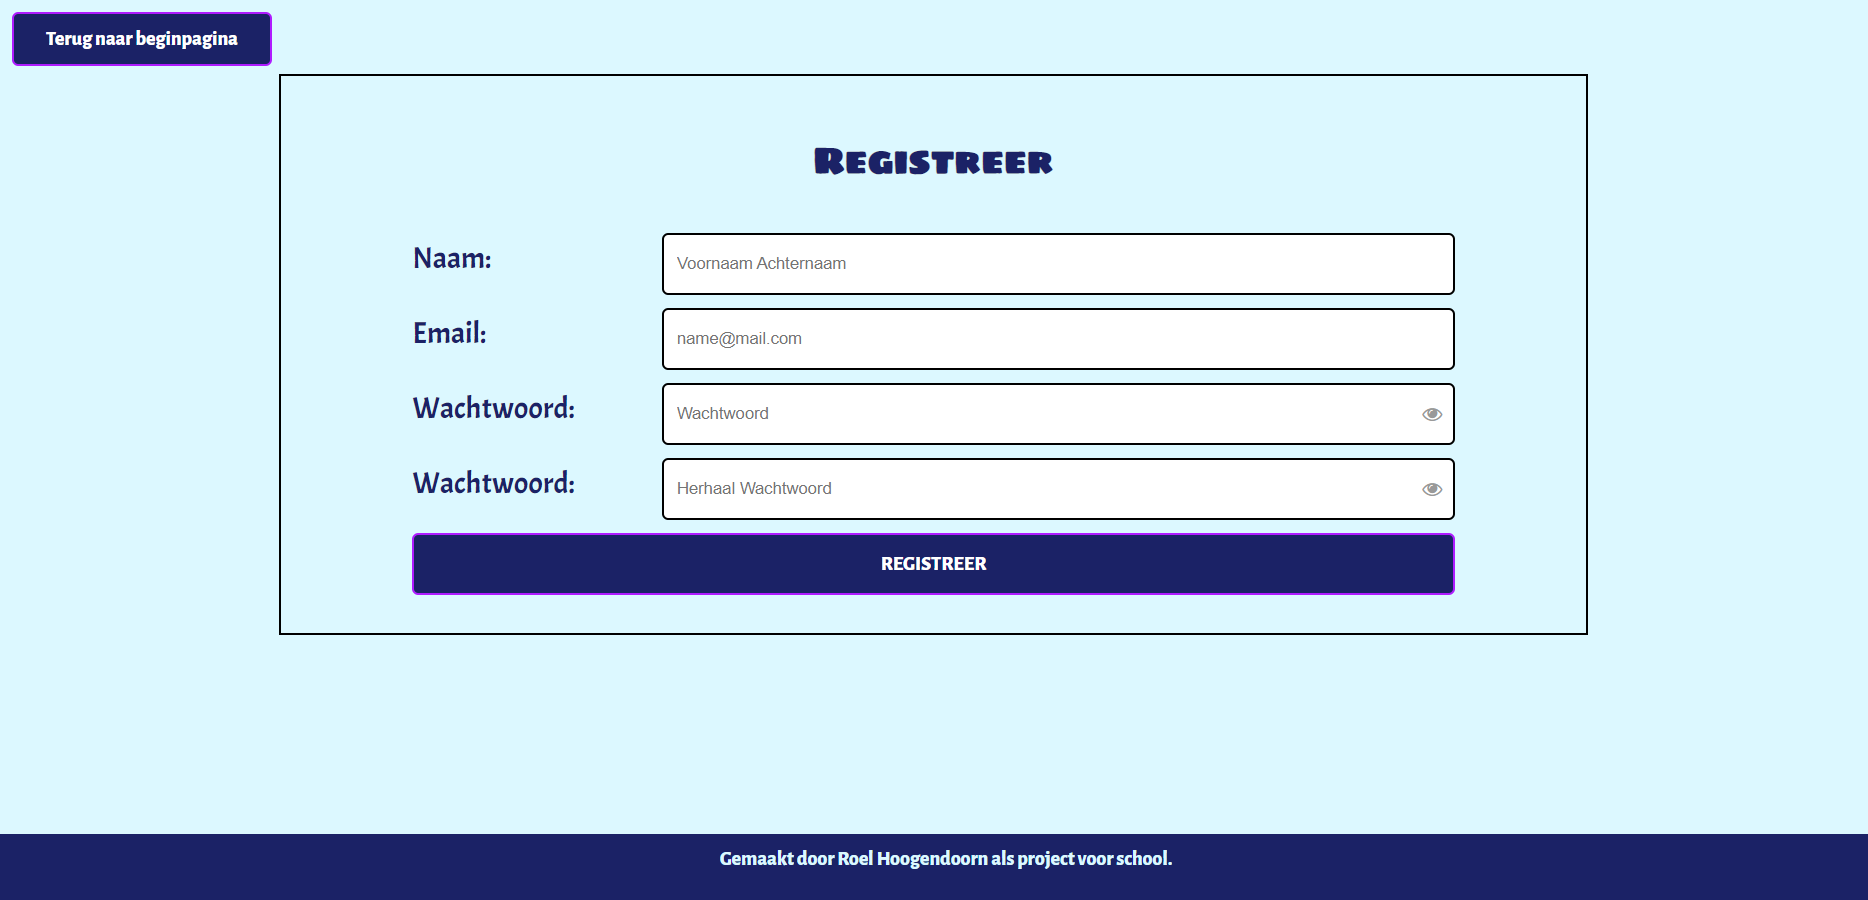 Terug naar beginpagina
Registreer
Naam:
Voornaam Achternaam
Email:
name@mail.com
Wachtwoord:
Wachtwoord
Wachtwoord:
Herhaal Wachtwoord
REGISTREER
Gemaakt door Roel Hoogendoorn als project voor school.